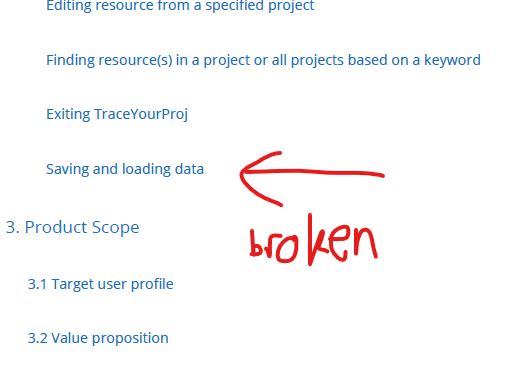 Editing resource from a specified project
Finding resource(s) in a project or all projects based on a keyword
Exiting TraceYourProj
Saving and loading data
3. Product Scope
broken
3.1 Target user profile
3.2 Value proposition